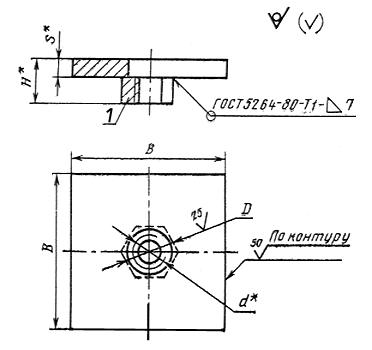 (√)
S*
H*
1
ГОСТ5264-80-Т1-◺7
B
B
25
D
50
По контуру
d*